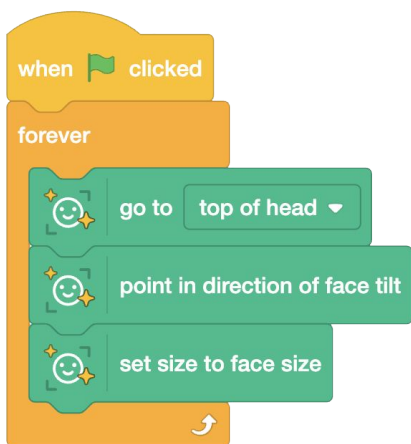 when clicked
forever
go to top of head
point in direction of face tilt
set size to face size